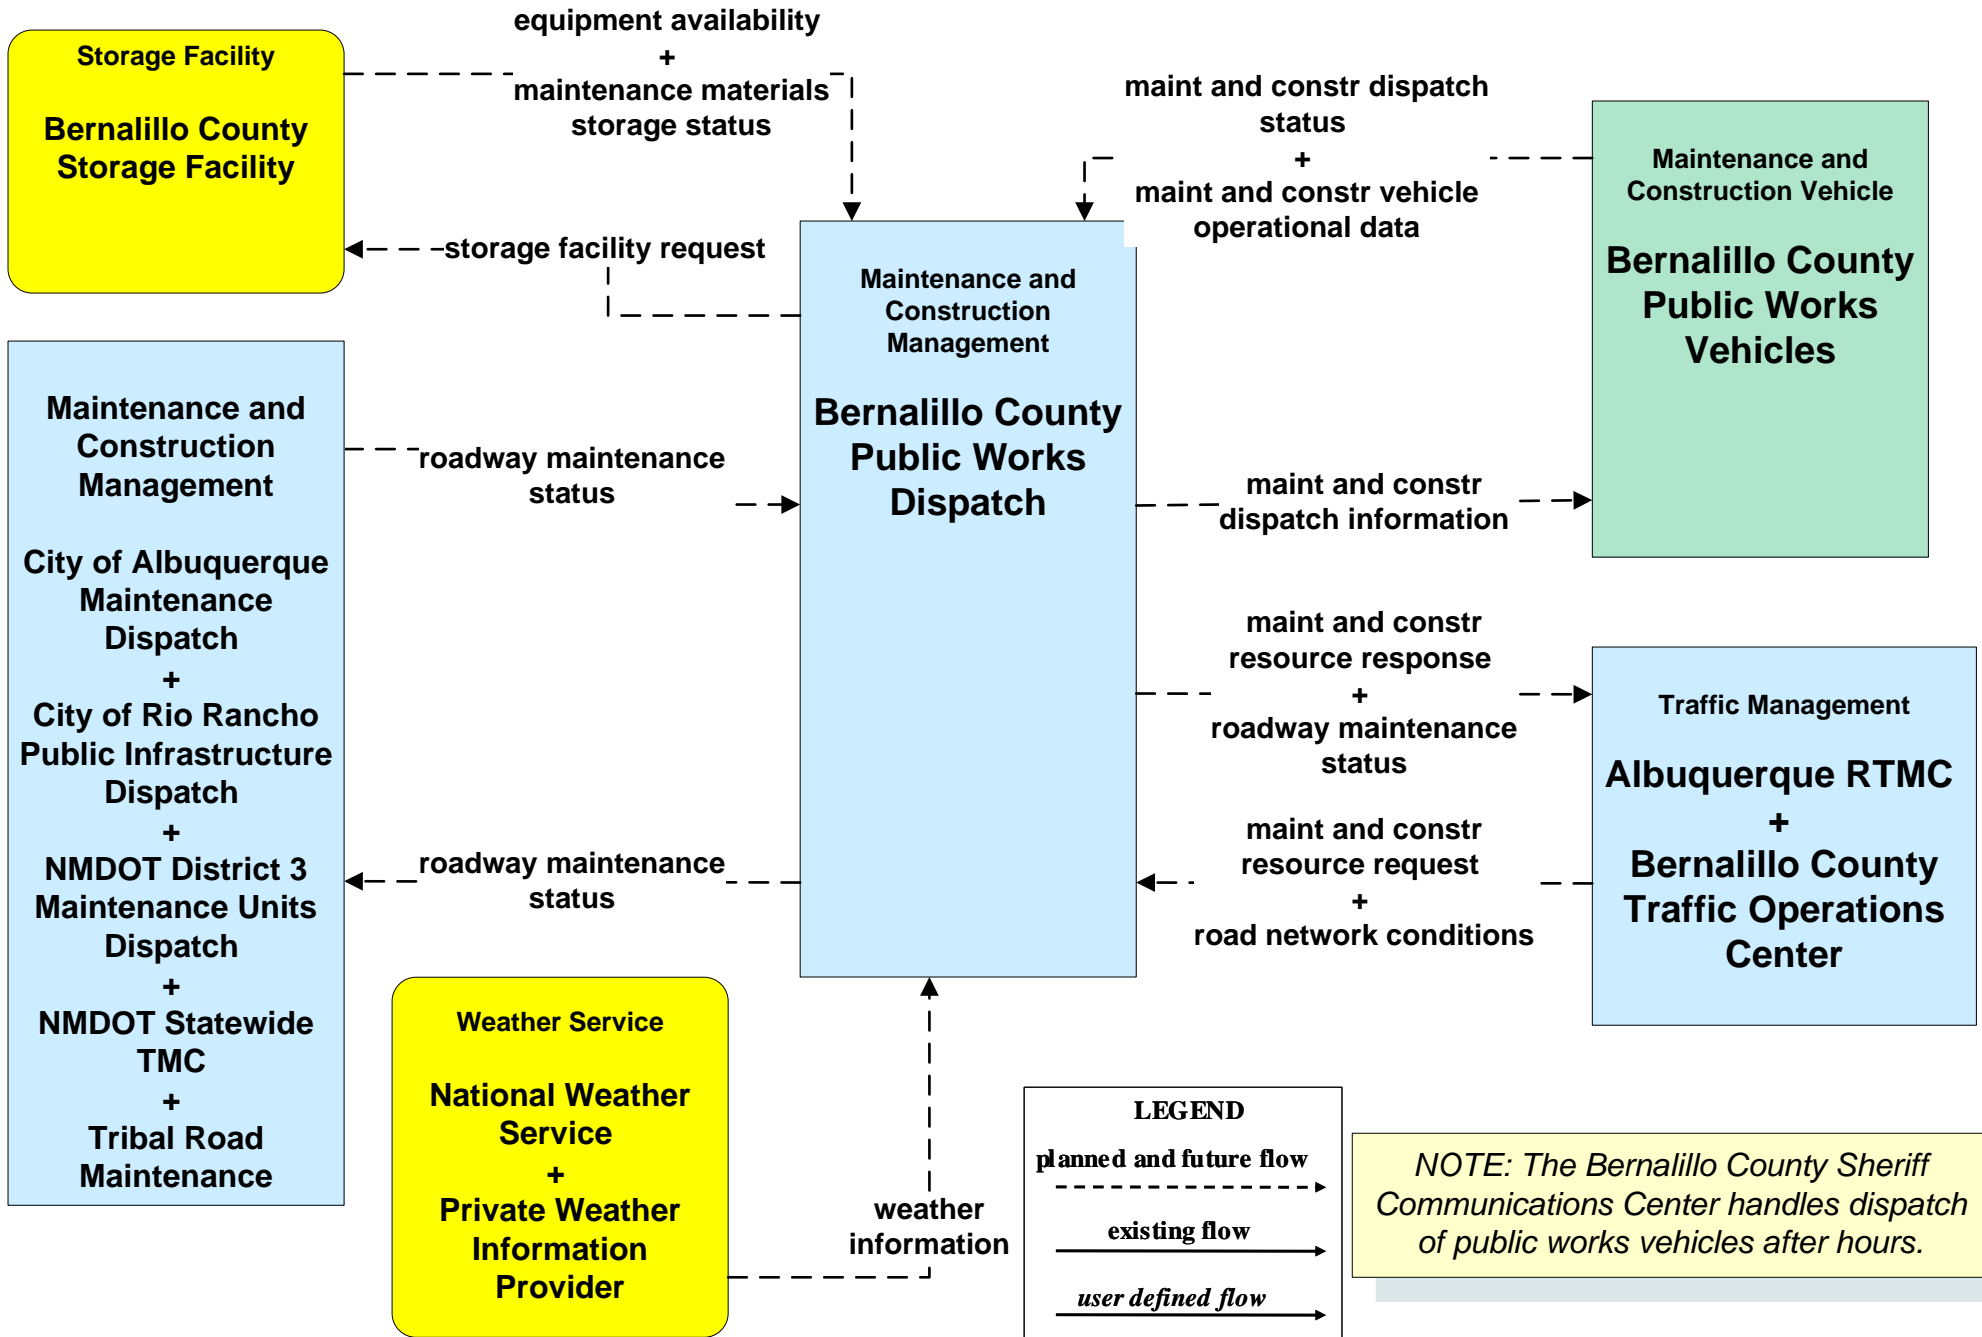 equipment availability
+
maintenance materials
storage status
Storage Facility
Bernalillo County
Storage Facility
storage facility request
maint and constr dispatch
status
+
maint and constr vehicle
operational data
Maintenance and
Construction Vehicle
Bernalillo County
Public Works
Vehicles
Maintenance and
Construction
Management
Bernalillo County
Public Works
Dispatch
Maintenance and
Construction
Management
City of Albuquerque
Maintenance
Dispatch
+
City of Rio Rancho
Public Infrastructure
Dispatch
+
NMDOT District 3
Maintenance Units
Dispatch
+
NMDOT Statewide
TMC
+
Tribal Road
Maintenance
roadway maintenance
status
roadway maintenance
status
maint and constr
dispatch information
maint and constr
resource response
+
roadway maintenance
status
maint and constr
resource request
+
road network conditions
Traffic Management
Albuquerque RTMC
+
Bernalillo County
Traffic Operations
Center
Weather Service
National Weather
Service
+
Private Weather
Information
Provider
weather
information
LEGEND
planned and future flow
existing flow
user defined flow
NOTE: The Bernalillo County Sheriff
Communications Center handles dispatch
of public works vehicles after hours.